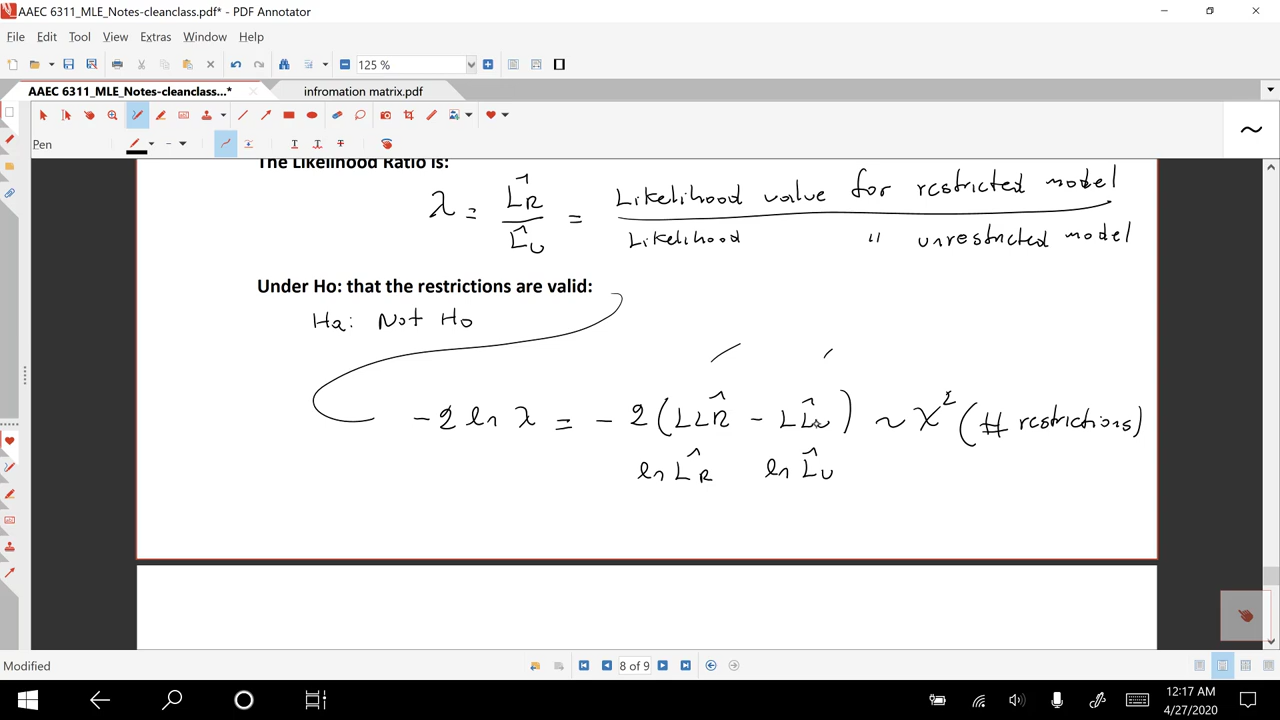 AAEC 6311_MLE_Notes-cleanclass.pdf* - PDF Annotator
File Edit Tool View Extras Window Help
125 %
AAEC 6311_MLE_Notes-cleanclass...* infromation matrix.pdf
Pen
The Likelihood Ratio is:
λ = L̂R / L̂U = Likelihood value for restricted model / Likelihood " unrestricted model
Under Ho: that the restrictions are valid:
Ha: Not Ho
-2 ln λ = -2 (LL̂R - LL̂U) ~ χ² (# restrictions)
ln L̂R ln L̂U
Modified
8 of 9
12:17 AM
4/27/2020